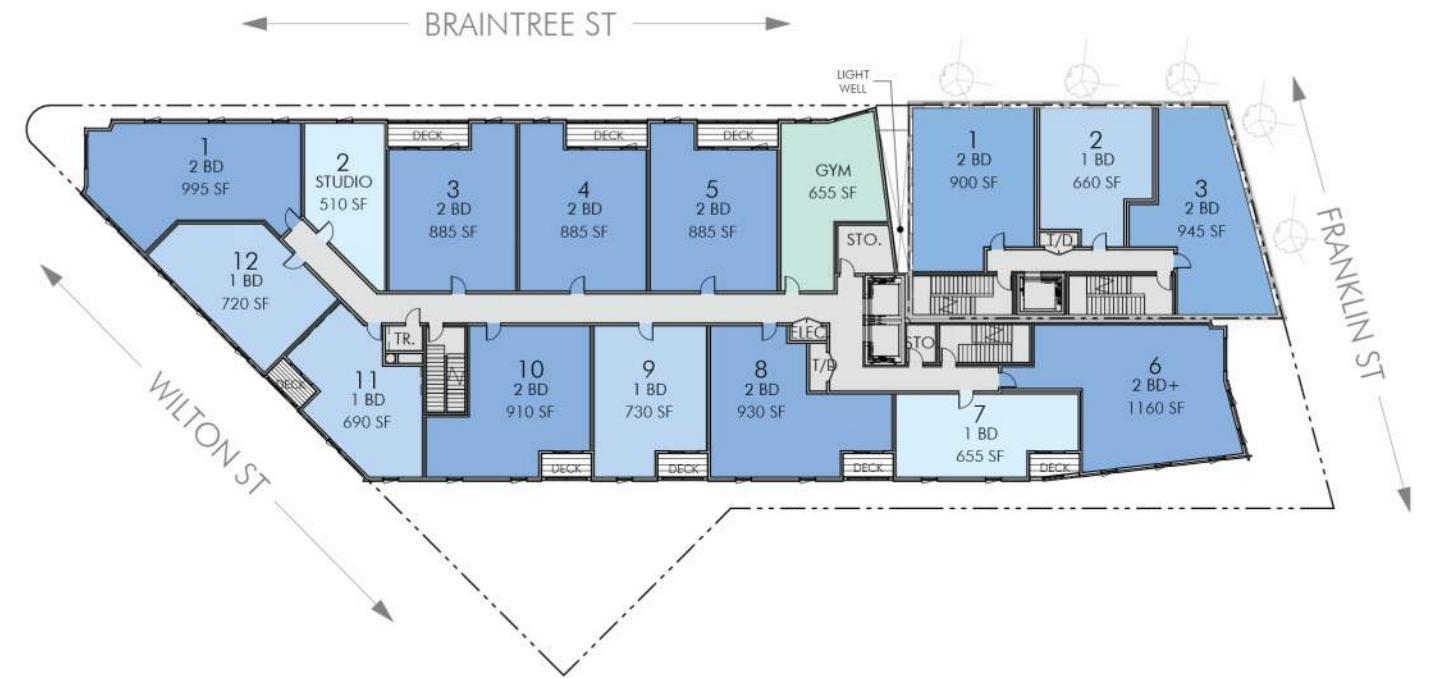 BRAINTREE ST
LIGHT
WELL
1
2 BD
995 SF
2
STUDIO
510 SF
DECK
3
2 BD
885 SF
DECK
4
2 BD
885 SF
DECK
5
2 BD
885 SF
GYM
655 SF
STO.
1
2 BD
900 SF
2
1 BD
660 SF
T/D
3
2 BD
945 SF
FRANKLIN ST
12
1 BD
720 SF
TR.
DECK
11
1 BD
690 SF
10
2 BD
910 SF
DECK
9
1 BD
730 SF
DECK
8
2 BD
930 SF
DECK
ELEC
T/D
STO
7
1 BD
655 SF
DECK
6
2 BD+
1160 SF
WILTON ST